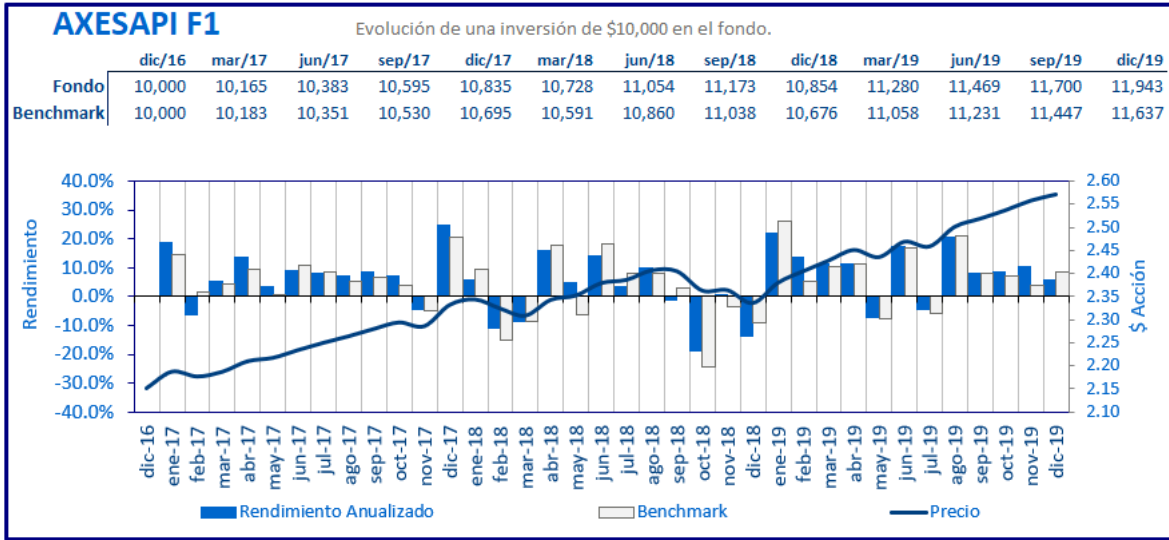 AXESAPI F1
Evolución de una inversión de $10,000 en el fondo.
dic/16 mar/17 jun/17 sep/17 dic/17 mar/18 jun/18 sep/18 dic/18 mar/19 jun/19 sep/19 dic/19
Fondo 10,000 10,165 10,383 10,595 10,835 10,728 11,054 11,173 10,854 11,280 11,469 11,700 11,943
Benchmark 10,000 10,183 10,351 10,530 10,695 10,591 10,860 11,038 10,676 11,058 11,231 11,447 11,637
Rendimiento
40.0%
30.0%
20.0%
10.0%
0.0%
-10.0%
-20.0%
-30.0%
-40.0%
2.60
2.55
2.50
2.45
2.40
2.35
2.30
2.25
2.20
2.15
2.10
$ Acción
dic-16
ene-17
feb-17
mar-17
abr-17
may-17
jun-17
jul-17
ago-17
sep-17
oct-17
nov-17
dic-17
ene-18
feb-18
mar-18
abr-18
may-18
jun-18
jul-18
ago-18
sep-18
oct-18
nov-18
dic-18
ene-19
feb-19
mar-19
abr-19
may-19
jun-19
jul-19
ago-19
sep-19
oct-19
nov-19
dic-19
Rendimiento Anualizado
Benchmark
Precio